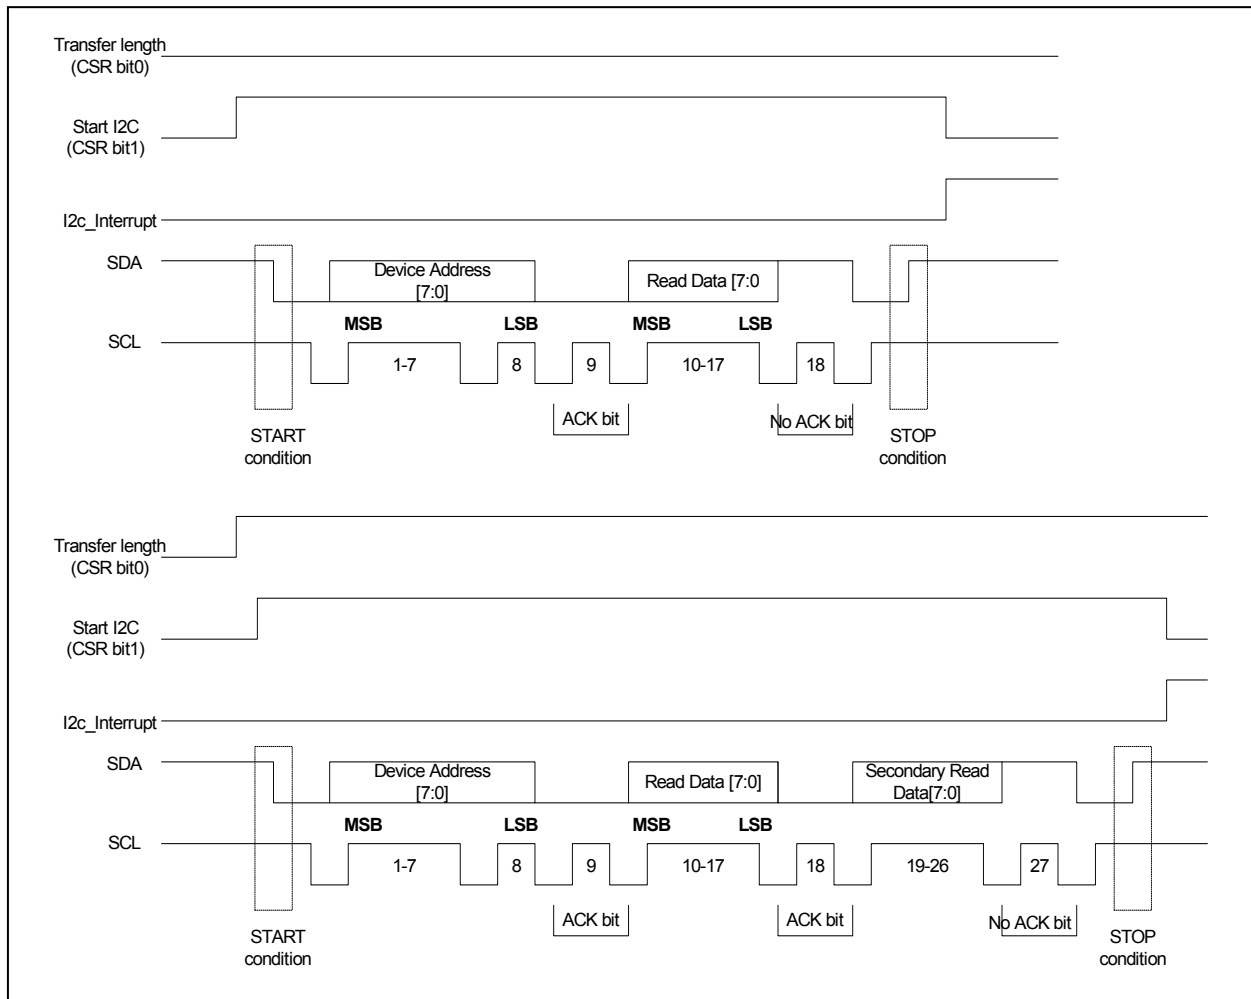 Transfer length
(CSR bit0)
Start I2C
(CSR bit1)
I2c_Interrupt
SDA
Device Address
[7:0]
Read Data [7:0
MSB
LSB
MSB
LSB
SCL
1-7
8
9
10-17
18
ACK bit
No ACK bit
START
condition
STOP
condition
Transfer length
(CSR bit0)
Start I2C
(CSR bit1)
I2c_Interrupt
SDA
Device Address
[7:0]
Read Data [7:0]
Secondary Read
Data[7:0]
MSB
LSB
MSB
LSB
SCL
1-7
8
9
10-17
18
19-26
27
ACK bit
ACK bit
No ACK bit
START
condition
STOP
condition